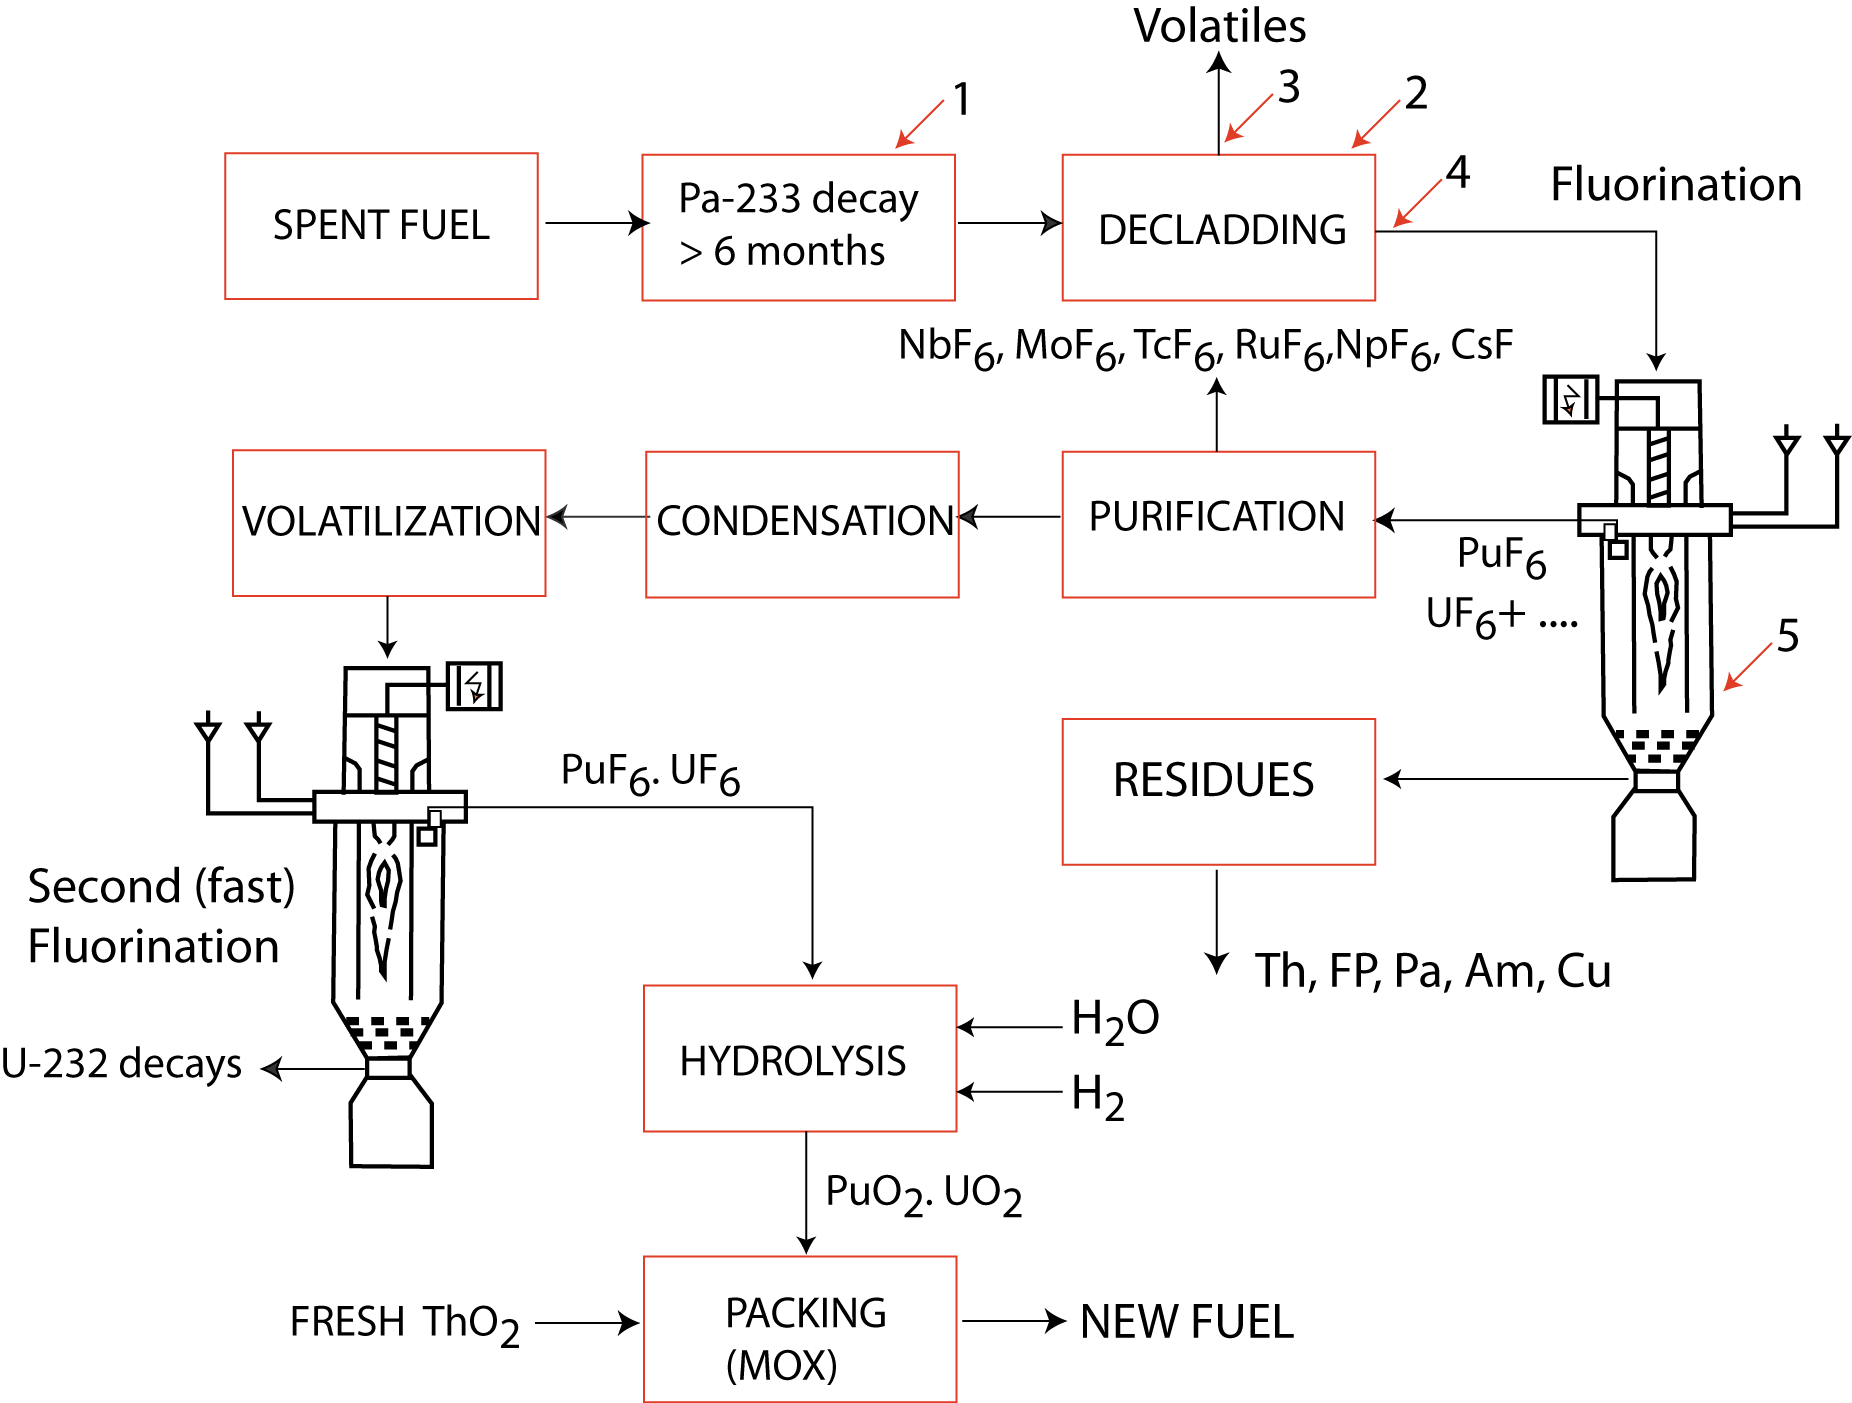 Volatiles
1
3
2
SPENT FUEL
Pa-233 decay
> 6 months
DECLADDING
4
Fluorination
NbF6, MoF6, TcF6, RuF6,NpF6, CsF
VOLATILIZATION
CONDENSATION
PURIFICATION
PuF6
UF6+ ....
5
RESIDUES
PuF6. UF6
Second (fast)
Fluorination
Th, FP, Pa, Am, Cu
U-232 decays
HYDROLYSIS
H2O
H2
PuO2. UO2
FRESH ThO2
PACKING
(MOX)
NEW FUEL